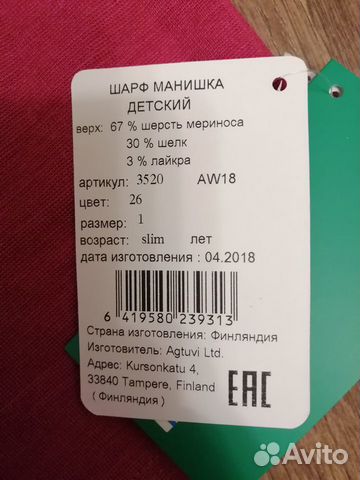 ШАРФ МАНИШКА
ДЕТСКИЙ
верх: 67 % шерсть мериноса
30 % шелк
3 % лайкра
артикул: 3520 AW18
цвет: 26
размер: 1
возраст: slim лет
дата изготовления : 04.2018
6 419580 239313
Страна изготовления: Финляндия
Изготовитель: Agtuvi Ltd.
Адрес: Kursonkatu 4,
33840 Tampere, Finland
( Финляндия )
EAC
Avito